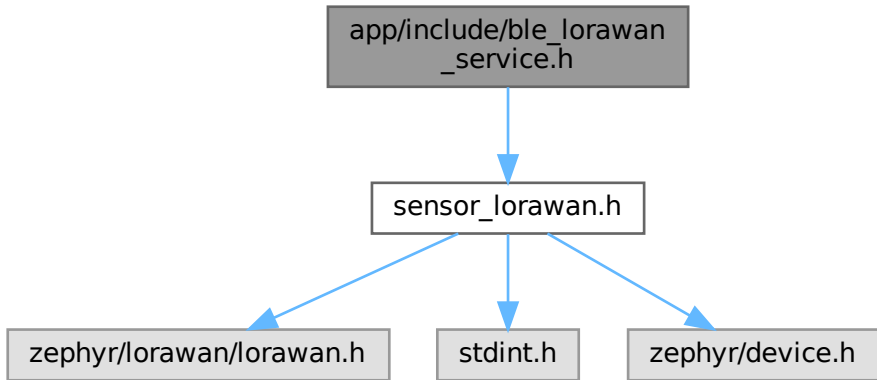 app/include/ble_lorawan
_service.h
sensor_lorawan.h
zephyr/lorawan/lorawan.h
stdint.h
zephyr/device.h